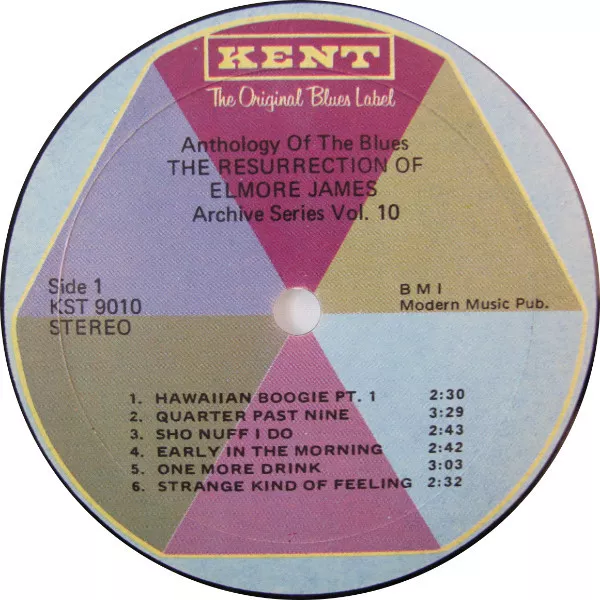 KENT
The Original Blues Label
Anthology Of The Blues
THE RESURRECTION OF
ELMORE JAMES
Archive Series Vol. 10
Side 1
KST 9010
STEREO
B M I
Modern Music Pub.
1. HAWAIIAN BOOGIE PT. 1 2:30
2. QUARTER PAST NINE 3:29
3. SHO NUFF I DO 2:43
4. EARLY IN THE MORNING 2:42
5. ONE MORE DRINK 3:03
6. STRANGE KIND OF FEELING 2:32